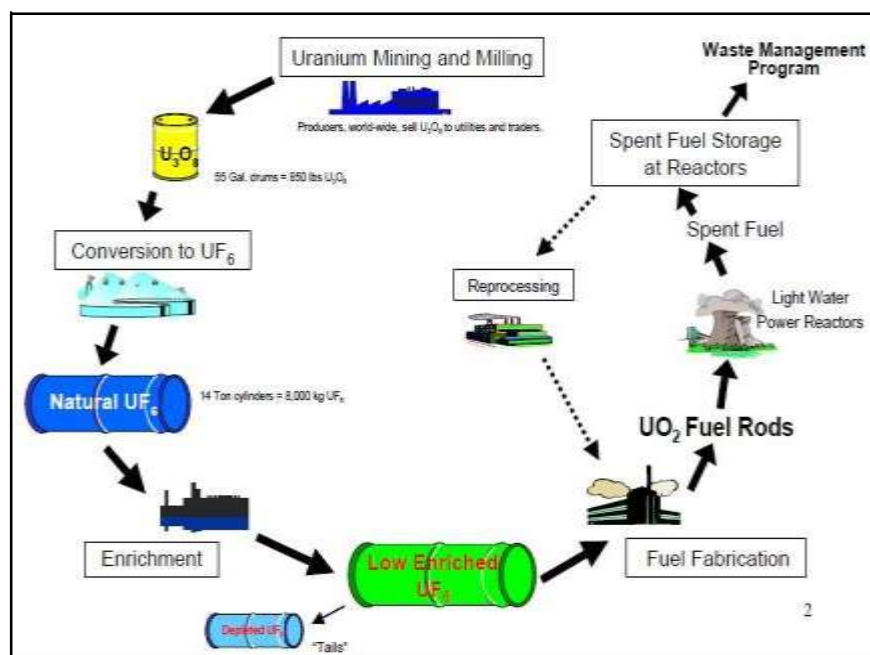 Uranium Mining and Milling
Producers, world-wide, sell U₃O₈ to utilities and traders.
U₃O₈
55 Gal. drums = 850 lbs U₃O₈
Conversion to UF₆
Natural UF₆
14 Ton cylinders = 8,000 kg UF₆
Enrichment
Low Enriched
UF₆
Depleted UF₆
"Tails"
Fuel Fabrication
UO₂ Fuel Rods
Light Water
Power Reactors
Spent Fuel
Spent Fuel Storage
at Reactors
Reprocessing
Waste Management
Program
2